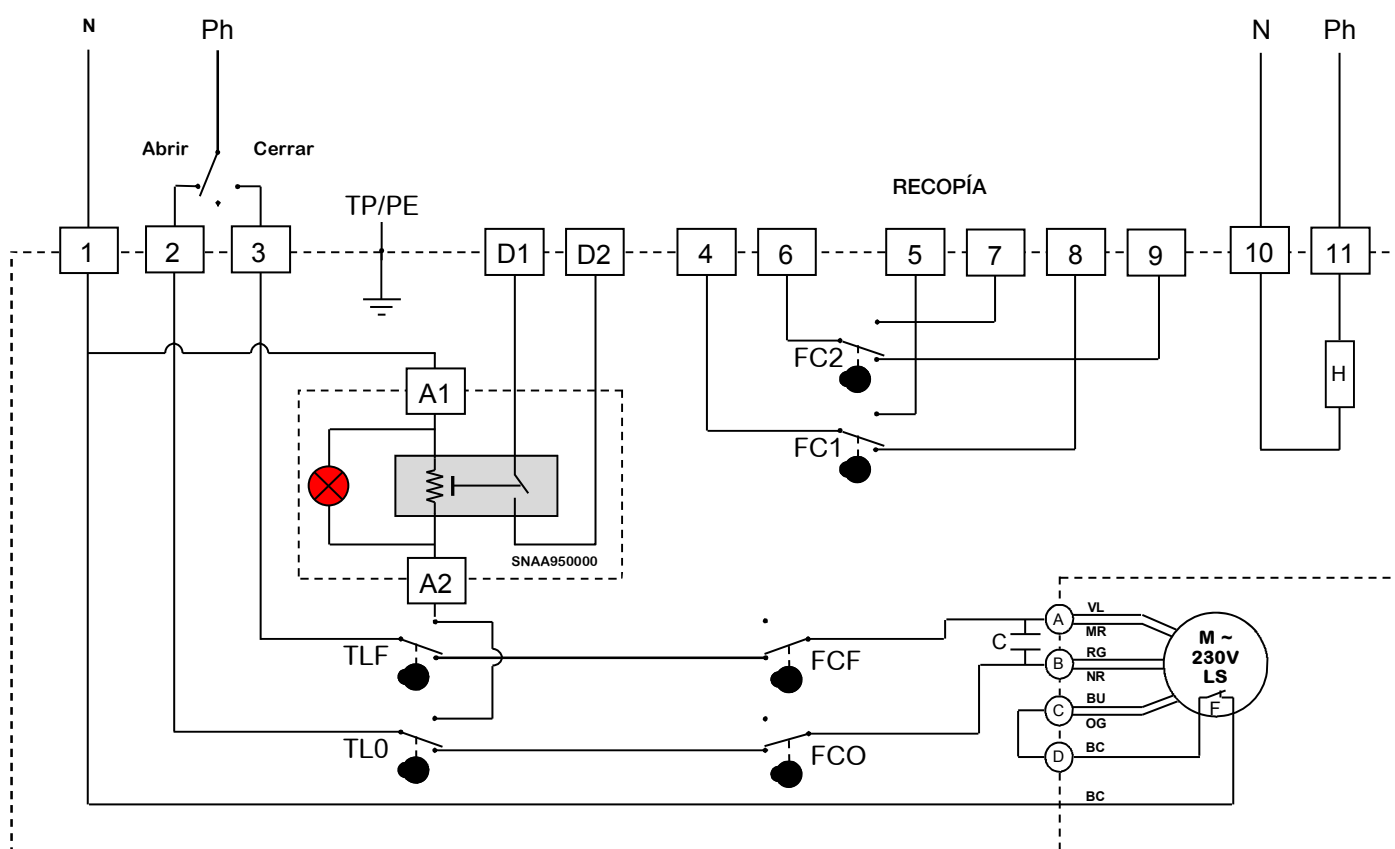 N
Ph
N
Ph
Abrir
Cerrar
RECOPÍA
TP/PE
1
2
3
D1
D2
4
6
5
7
8
9
10
11
FC2
H
A1
FC1
SNAA950000
A2
A
VL
MR
C
M ~
230V
LS
TLF
FCF
B
RG
NR
C
BU
OG
F
TL0
FCO
D
BC
BC